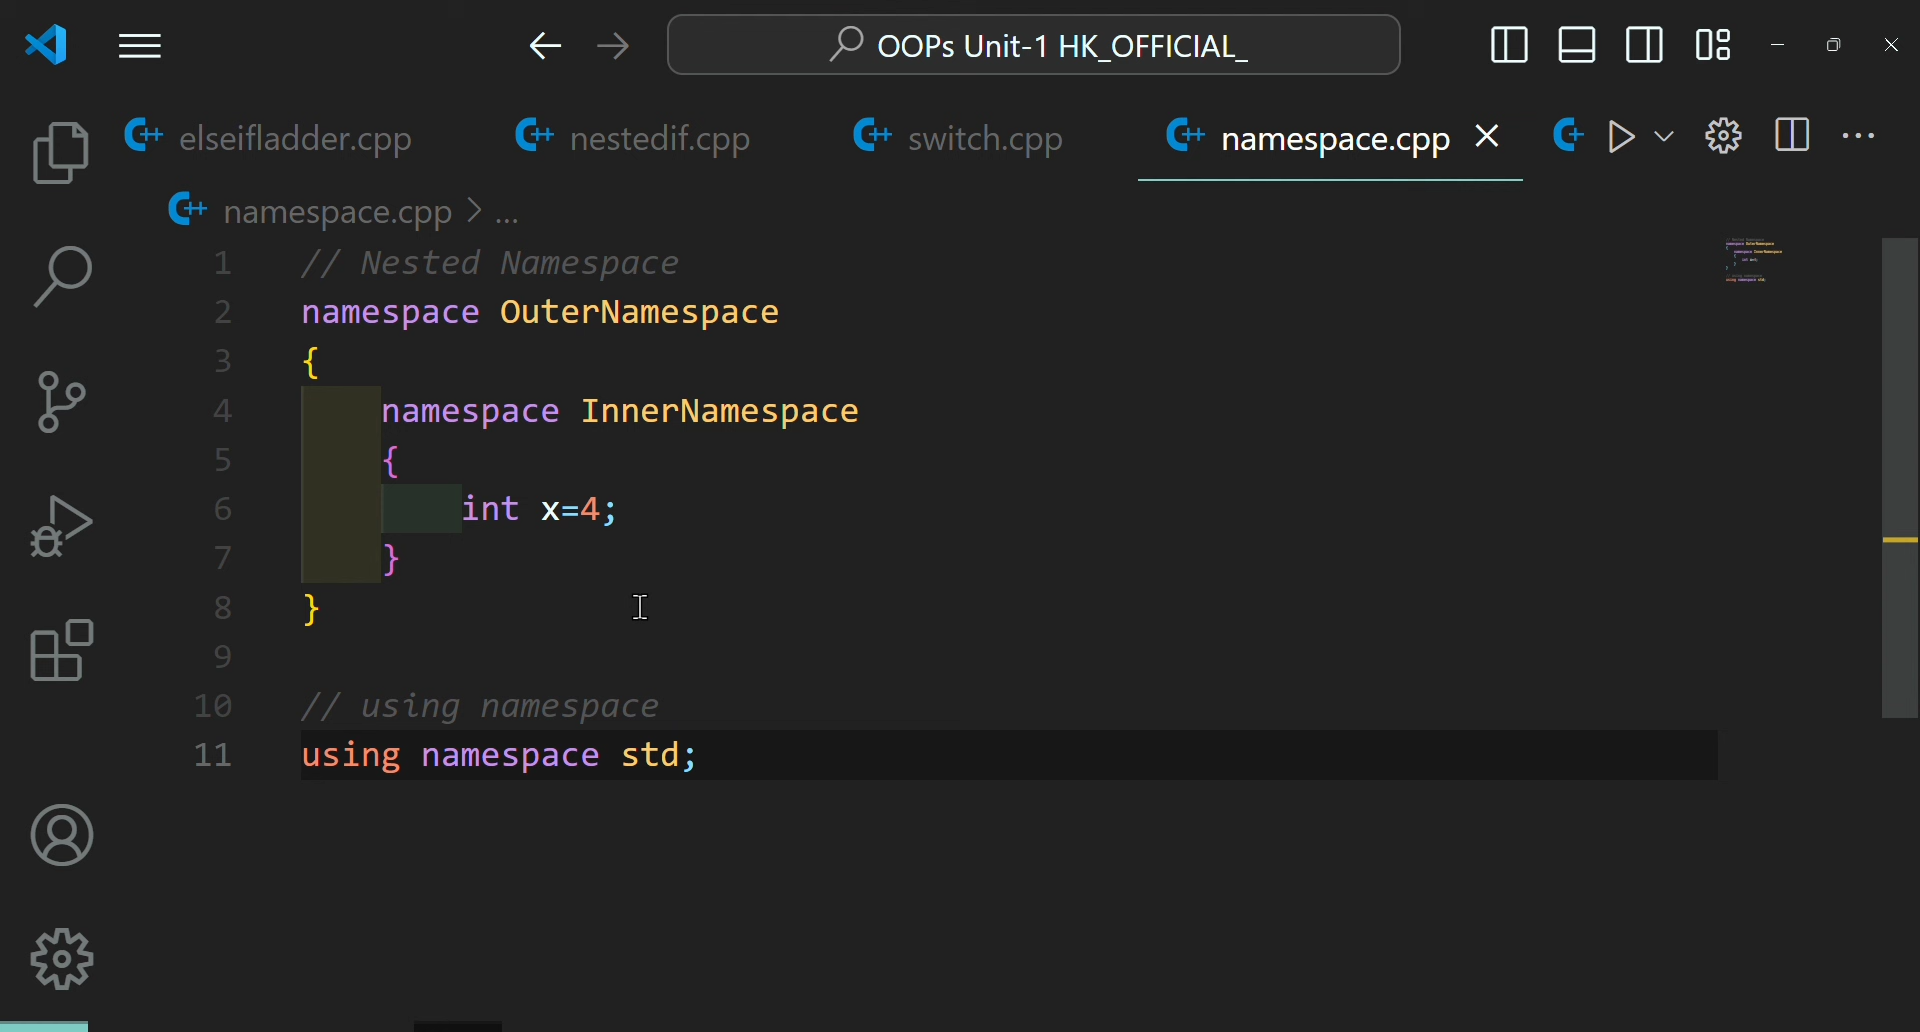 OOPs Unit-1 HK_OFFICIAL_
elseifladder.cpp nestedif.cpp switch.cpp namespace.cpp
namespace.cpp > ...
1 // Nested Namespace
2 namespace OuterNamespace
3 {
4 namespace InnerNamespace
5 {
6 int x=4;
7 }
8 }
9
10 // using namespace
11 using namespace std;